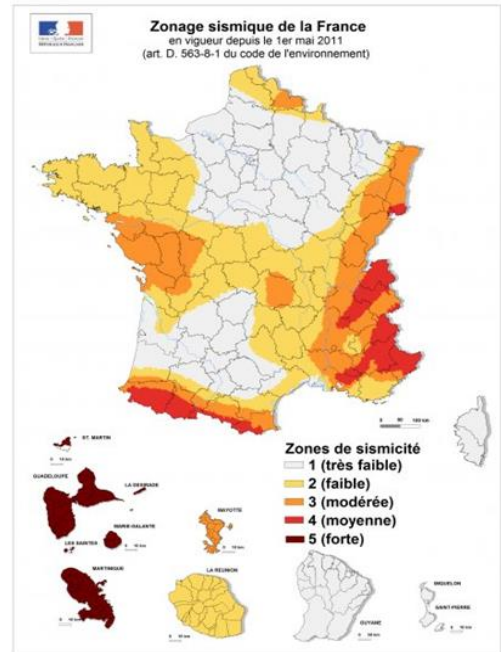 Zonage sismique de la France
en vigueur depuis le 1er mai 2011
(art. D. 563-8-1 du code de l'environnement)
RÉPUBLIQUE FRANÇAISE
Zones de sismicité
1 (très faible)
2 (faible)
3 (modérée)
4 (moyenne)
5 (forte)
ST. MARTIN
GUADELOUPE
LA DESIRADE
MARIE-GALANTE
LES SAINTES
MARTINIQUE
MAYOTTE
LA REUNION
GUYANE
MIQUELON
SAINT-PIERRE